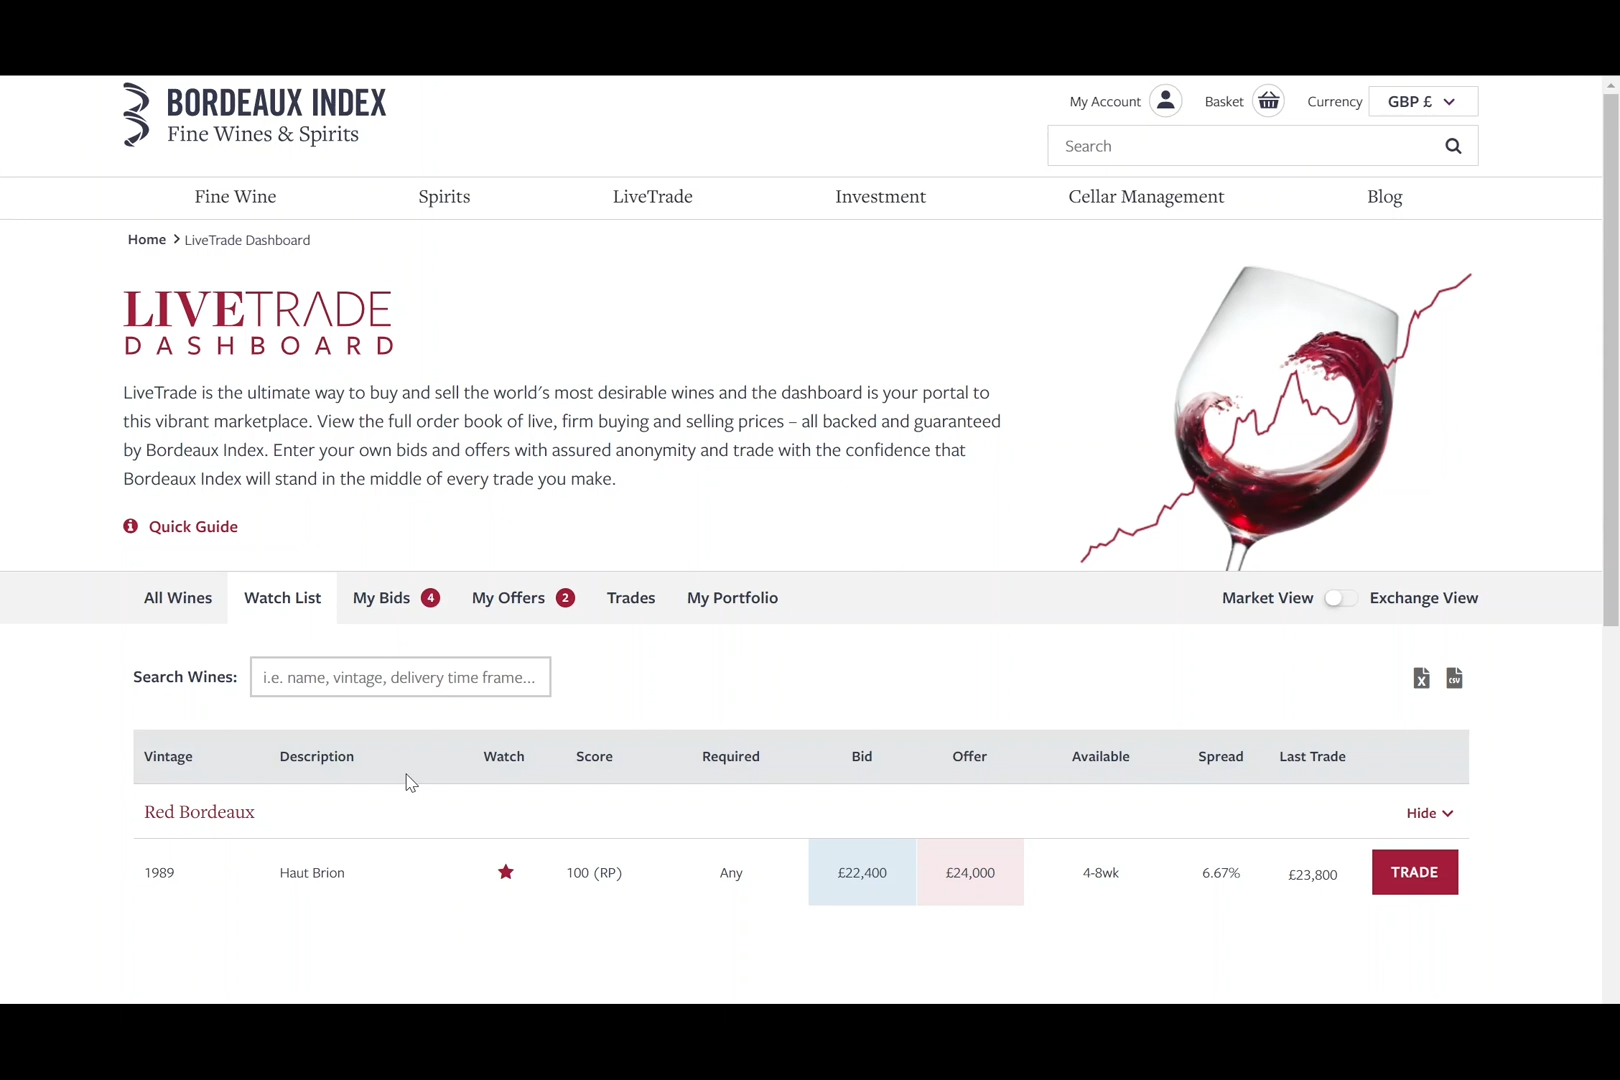 BORDEAUX INDEX
Fine Wines & Spirits
My Account
Basket
Currency
GBP £
Search
Fine Wine
Spirits
LiveTrade
Investment
Cellar Management
Blog
Home
LiveTrade Dashboard
LIVETRADE
DASHBOARD
LiveTrade is the ultimate way to buy and sell the world's most desirable wines and the dashboard is your portal to
this vibrant marketplace. View the full order book of live, firm buying and selling prices – all backed and guaranteed
by Bordeaux Index. Enter your own bids and offers with assured anonymity and trade with the confidence that
Bordeaux Index will stand in the middle of every trade you make.
Quick Guide
All Wines
Watch List
My Bids 4
My Offers 2
Trades
My Portfolio
Market View
Exchange View
Search Wines:
i.e. name, vintage, delivery time frame...
X
CSV
Vintage Description Watch Score Required Bid Offer Available Spread Last Trade
Red Bordeaux
Hide
1989 Haut Brion 100 (RP) Any £22,400 £24,000 4-8wk 6.67% £23,800 TRADE